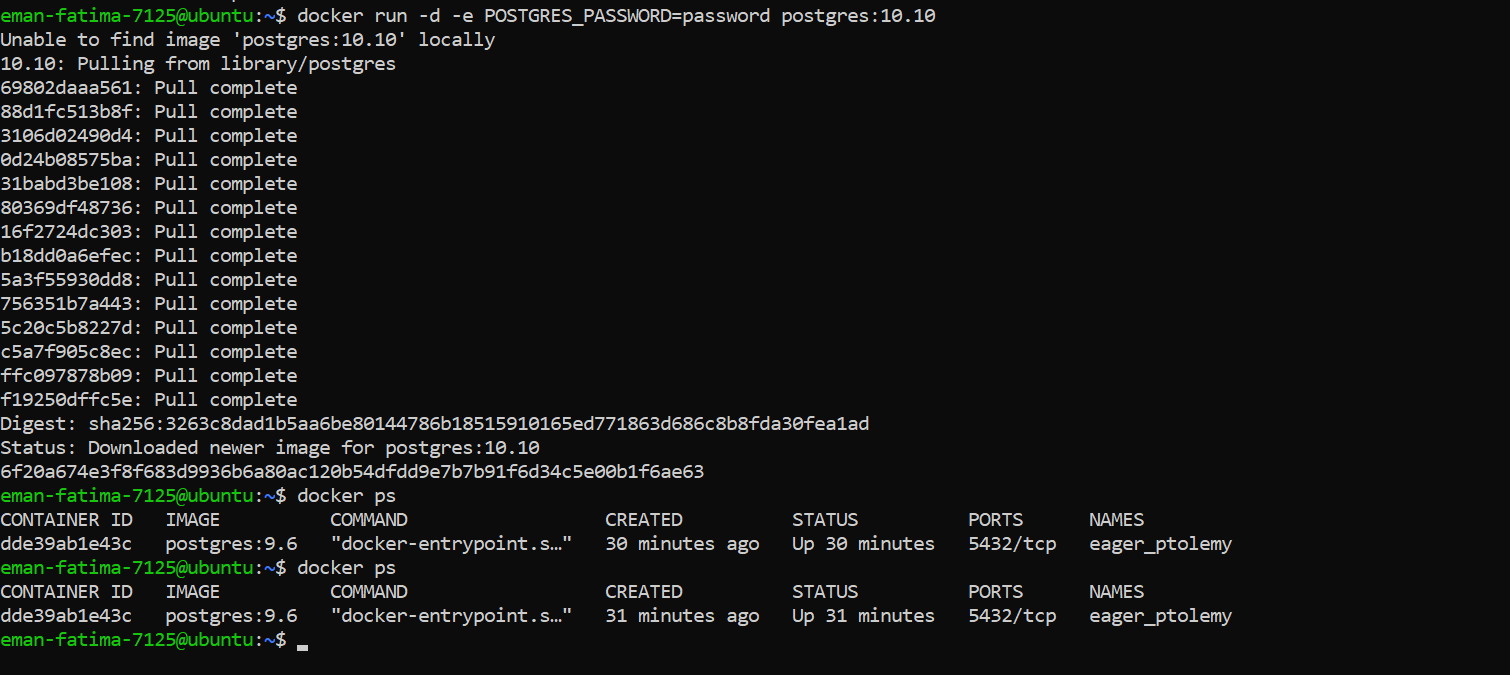 eman-fatima-7125@ubuntu:~$ docker run -d -e POSTGRES_PASSWORD=password postgres:10.10
Unable to find image 'postgres:10.10' locally
10.10: Pulling from library/postgres
69802daaa561: Pull complete
88d1fc513b8f: Pull complete
3106d02490d4: Pull complete
0d24b08575ba: Pull complete
31babd3be108: Pull complete
80369df48736: Pull complete
16f2724dc303: Pull complete
b18dd0a6efec: Pull complete
5a3f55930dd8: Pull complete
756351b7a443: Pull complete
5c20c5b8227d: Pull complete
c5a7f905c8ec: Pull complete
ffc097878b09: Pull complete
f19250dffc5e: Pull complete
Digest: sha256:3263c8dad1b5aa6be80144786b18515910165ed771863d686c8b8fda30fea1ad
Status: Downloaded newer image for postgres:10.10
6f20a674e3f8f683d9936b6a80ac120b54dfdd9e7b7b91f6d34c5e00b1f6ae63
eman-fatima-7125@ubuntu:~$ docker ps
CONTAINER ID   IMAGE          COMMAND                  CREATED          STATUS          PORTS      NAMES
dde39ab1e43c   postgres:9.6   "docker-entrypoint.s…"   30 minutes ago   Up 30 minutes   5432/tcp   eager_ptolemy
eman-fatima-7125@ubuntu:~$ docker ps
CONTAINER ID   IMAGE          COMMAND                  CREATED          STATUS          PORTS      NAMES
dde39ab1e43c   postgres:9.6   "docker-entrypoint.s…"   31 minutes ago   Up 31 minutes   5432/tcp   eager_ptolemy
eman-fatima-7125@ubuntu:~$